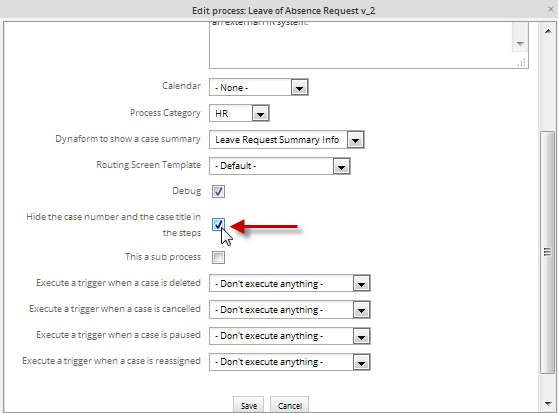 Edit process: Leave of Absence Request v_2
an external HR system.
Calendar - None -
Process Category HR
Dynaform to show a case summary Leave Request Summary Info
Routing Screen Template - Default -
Debug
Hide the case number and the case title in
the steps
This a sub process
Execute a trigger when a case is deleted - Don't execute anything -
Execute a trigger when a case is cancelled - Don't execute anything -
Execute a trigger when a case is paused - Don't execute anything -
Execute a trigger when a case is reassigned - Don't execute anything -
Save Cancel